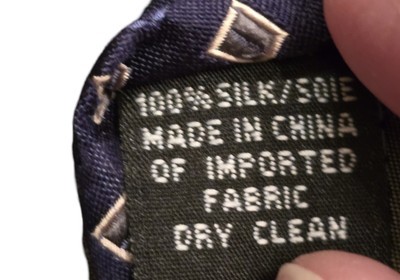 100% SILK/SOIE
MADE IN CHINA
OF IMPORTED
FABRIC
DRY CLEAN